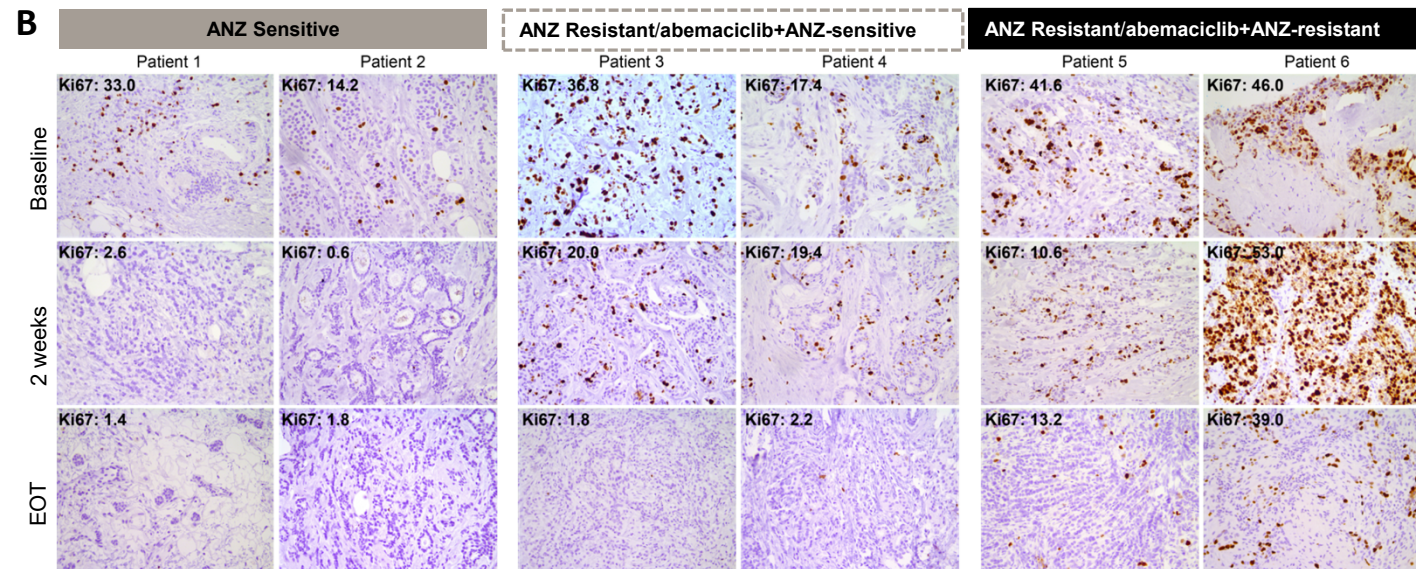 B
ANZ Sensitive
ANZ Resistant/abemaciclib+ANZ-sensitive
ANZ Resistant/abemaciclib+ANZ-resistant
Patient 1
Patient 2
Patient 3
Patient 4
Patient 5
Patient 6
Baseline
Ki67: 33.0
Ki67: 14.2
Ki67: 36.8
Ki67: 17.4
Ki67: 41.6
Ki67: 46.0
2 weeks
Ki67: 2.6
Ki67: 0.6
Ki67: 20.0
Ki67: 19.4
Ki67: 10.6
Ki67: 53.0
EOT
Ki67: 1.4
Ki67: 1.8
Ki67: 1.8
Ki67: 2.2
Ki67: 13.2
Ki67: 39.0